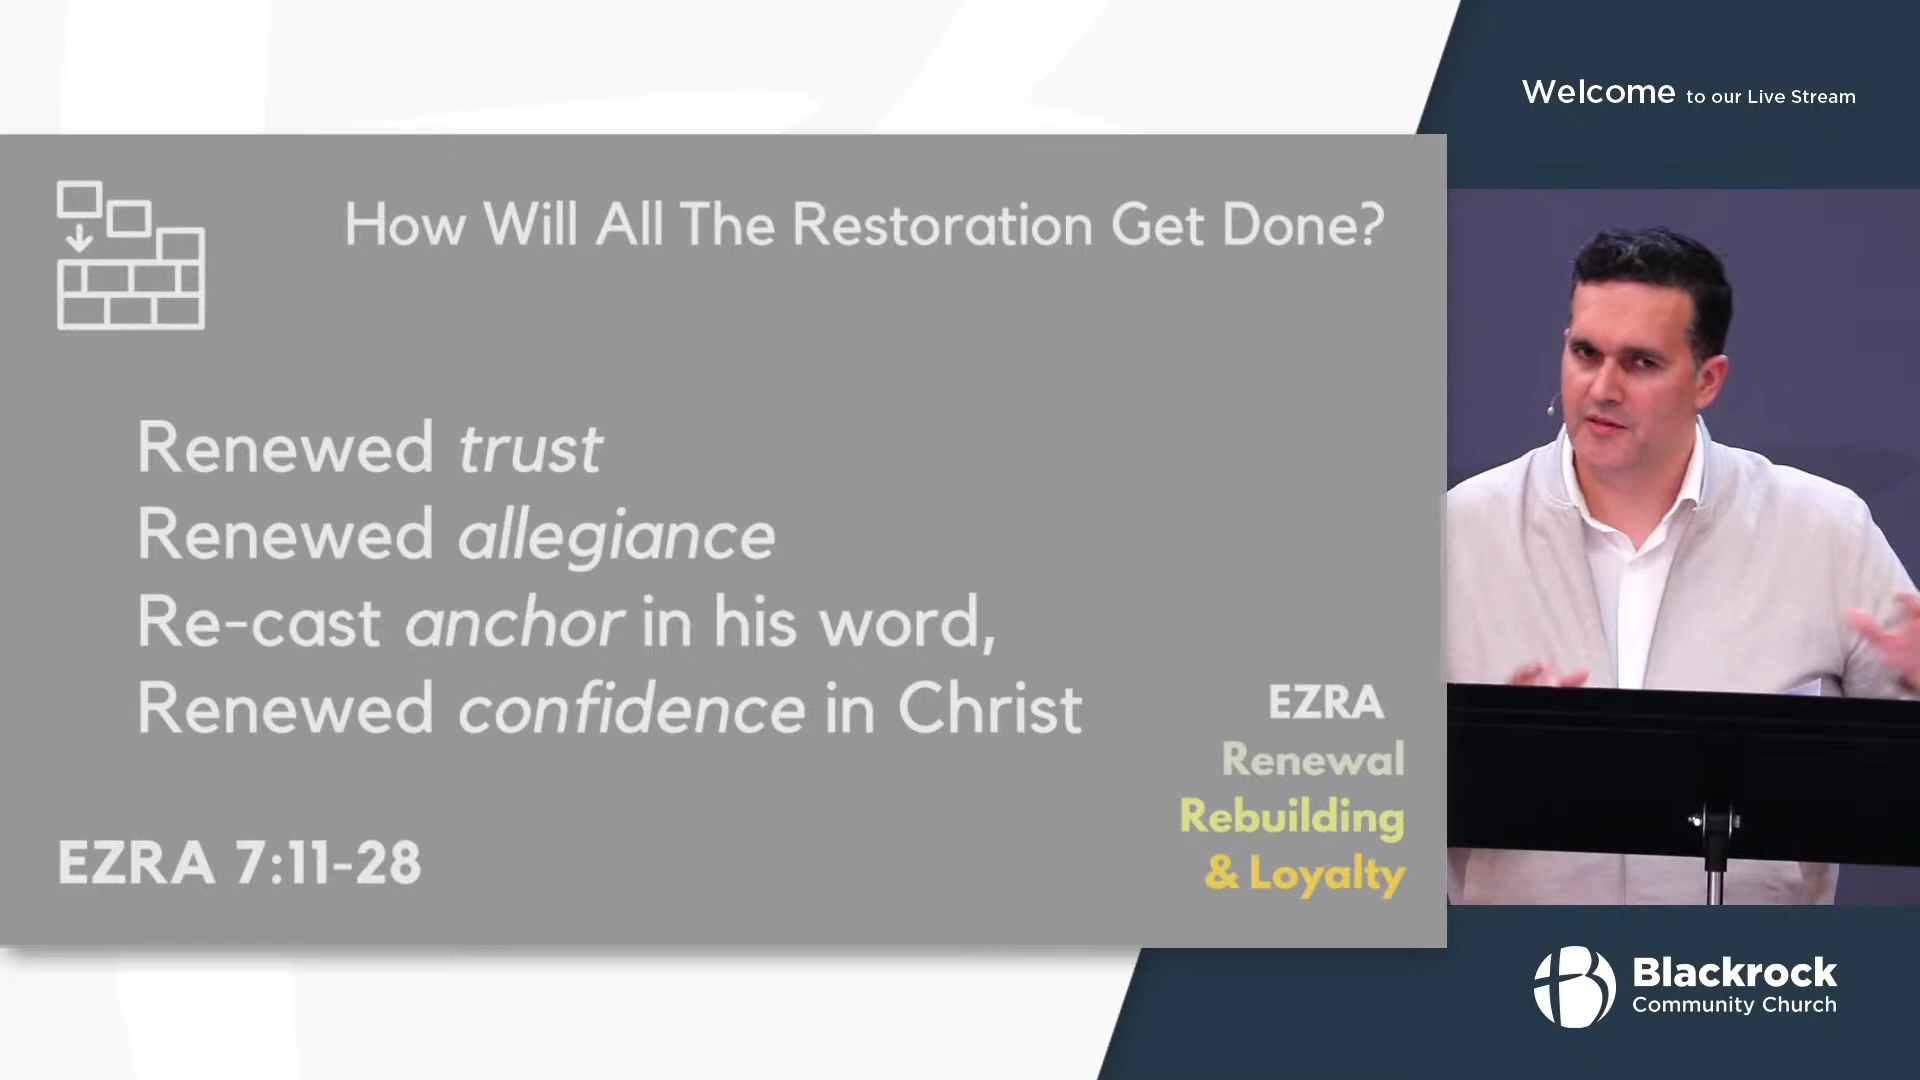 Welcome to our Live Stream
How Will All The Restoration Get Done?
Renewed trust
Renewed allegiance
Re-cast anchor in his word,
Renewed confidence in Christ
EZRA
Renewal
Rebuilding
& Loyalty
EZRA 7:11-28
Blackrock
Community Church